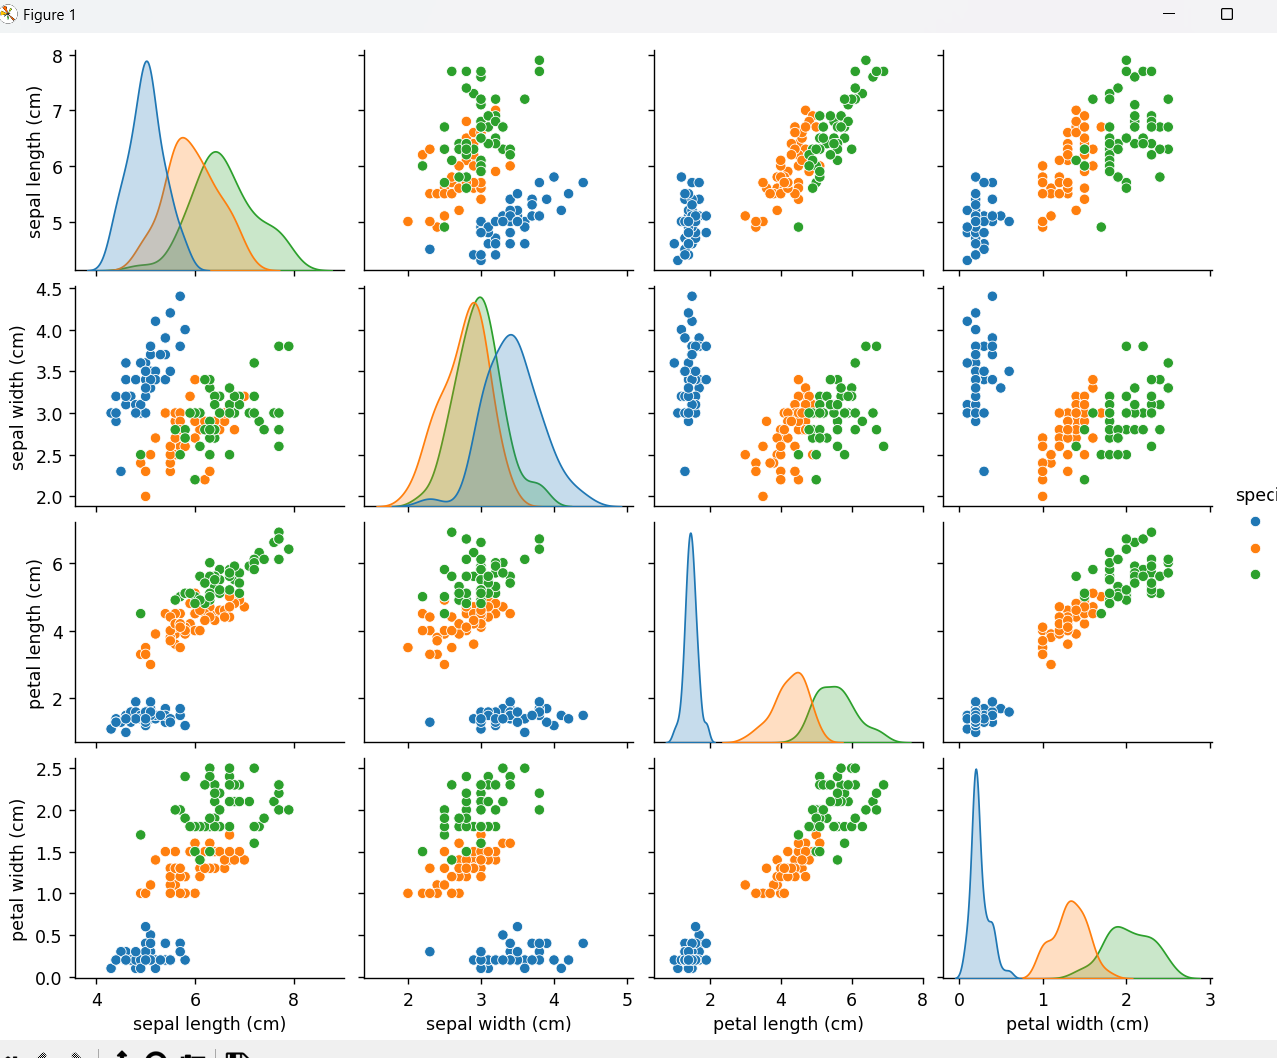 Figure 1
8
7
6
5
sepal length (cm)
4.5
4.0
3.5
3.0
2.5
2.0
sepal width (cm)
speci
6
4
2
petal length (cm)
2.5
2.0
1.5
1.0
0.5
0.0
petal width (cm)
4 6 8 2 3 4 5 2 4 6 8 0 1 2 3
sepal length (cm) sepal width (cm) petal length (cm) petal width (cm)